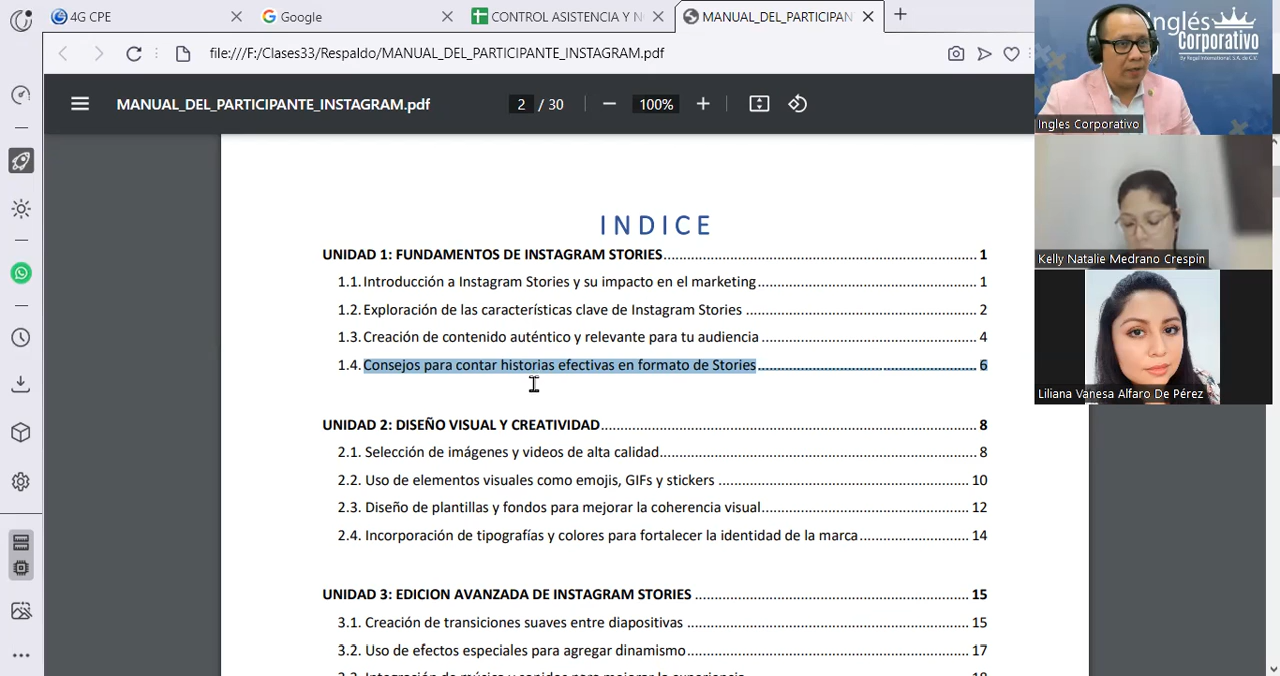 4G CPE
Google
CONTROL ASISTENCIA Y N
MANUAL_DEL_PARTICIPAN
file:///F:/Clases33/Respaldo/MANUAL_DEL_PARTICIPANTE_INSTAGRAM.pdf
MANUAL_DEL_PARTICIPANTE_INSTAGRAM.pdf
2 / 30
100%
INDICE
UNIDAD 1: FUNDAMENTOS DE INSTAGRAM STORIES 1
1.1. Introducción a Instagram Stories y su impacto en el marketing 1
1.2. Exploración de las características clave de Instagram Stories 2
1.3. Creación de contenido auténtico y relevante para tu audiencia 4
1.4. Consejos para contar historias efectivas en formato de Stories 6
UNIDAD 2: DISEÑO VISUAL Y CREATIVIDAD 8
2.1. Selección de imágenes y videos de alta calidad 8
2.2. Uso de elementos visuales como emojis, GIFs y stickers 10
2.3. Diseño de plantillas y fondos para mejorar la coherencia visual 12
2.4. Incorporación de tipografías y colores para fortalecer la identidad de la marca 14
UNIDAD 3: EDICION AVANZADA DE INSTAGRAM STORIES 15
3.1. Creación de transiciones suaves entre diapositivas 15
3.2. Uso de efectos especiales para agregar dinamismo 17
Inglés
Corporativo
By Regal International, S.A. de C.V.
Ingles Corporativo
Kelly Natalie Medrano Crespin
Liliana Vanesa Alfaro De Pérez